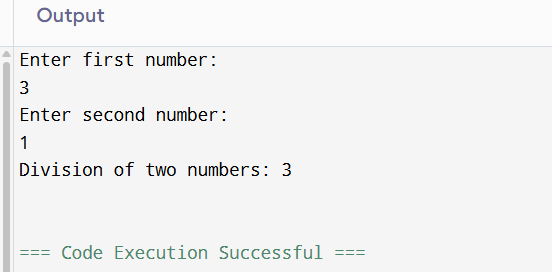 Output
Enter first number:
3
Enter second number:
1
Division of two numbers: 3
=== Code Execution Successful ===